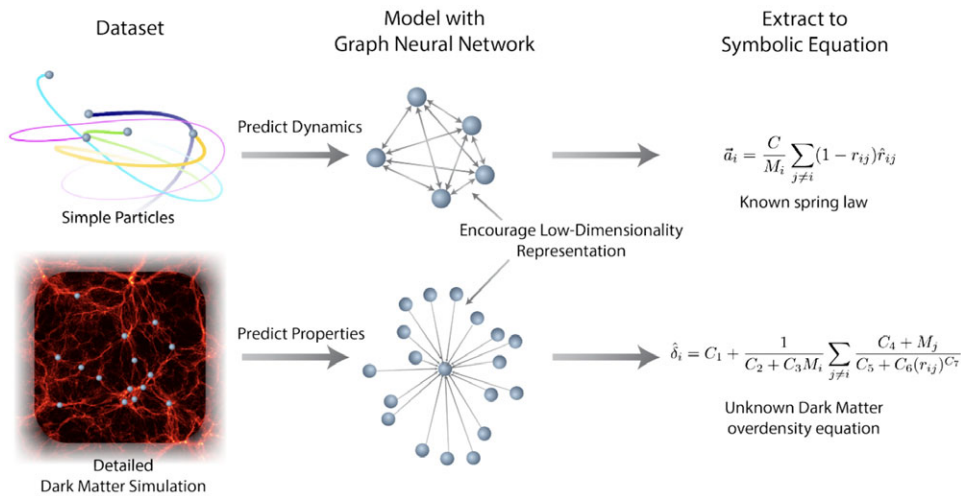 Dataset
Model with
Graph Neural Network
Extract to
Symbolic Equation
Predict Dynamics
$\vec{a}_i = \frac{C}{M_i} \sum_{j \neq i} (1 - r_{ij}) \hat{r}_{ij}$
Simple Particles
Known spring law
Encourage Low-Dimensionality
Representation
Predict Properties
$\hat{\delta}_i = C_1 + \frac{1}{C_2 + C_3 M_i} \sum_{j \neq i} \frac{C_4 + M_j}{C_5 + C_6 (r_{ij})^{C_7}}$
Unknown Dark Matter
overdensity equation
Detailed
Dark Matter Simulation